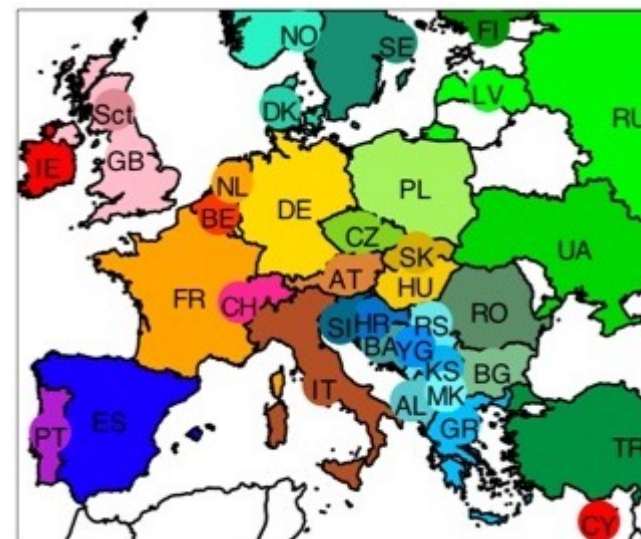 FI
NO
SE
LV
Sct
DK
RU
IE
GB
NL
PL
BE
DE
CZ
UA
SK
AT
HU
FR
CH
RO
SI
HR
RS
BA
YG
KS
BG
IT
MK
AL
ES
PT
GR
TR
CY